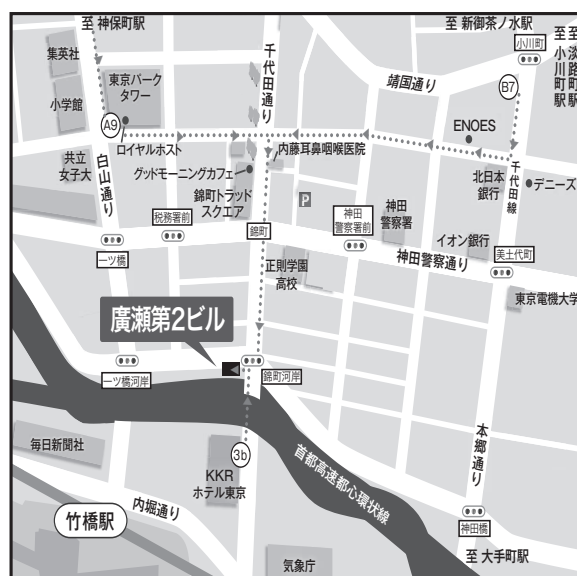 至 神保町駅
至 新御茶ノ水駅
至 小川町駅
至 淡路町駅
集英社
千代田通り
小川町
靖国通り
小学館
東京パーク
タワー
B7
A9
ENOES
ロイヤルホスト
内藤耳鼻咽喉医院
共立
女子大
白山通り
グッドモーニングカフェ
北日本
銀行
千代田線
デニーズ
錦町トラッド
スクエア
P
税務署前
錦町
神田
警察署前
神田
警察署
イオン銀行
美土代町
一ツ橋
正則学園
高校
神田警察通り
東京電機大学
廣瀬第2ビル
一ツ橋河岸
錦町河岸
本郷通り
毎日新聞社
3b
KKR
ホテル東京
首都高速都心環状線
内堀通り
竹橋駅
神田橋
気象庁
至 大手町駅